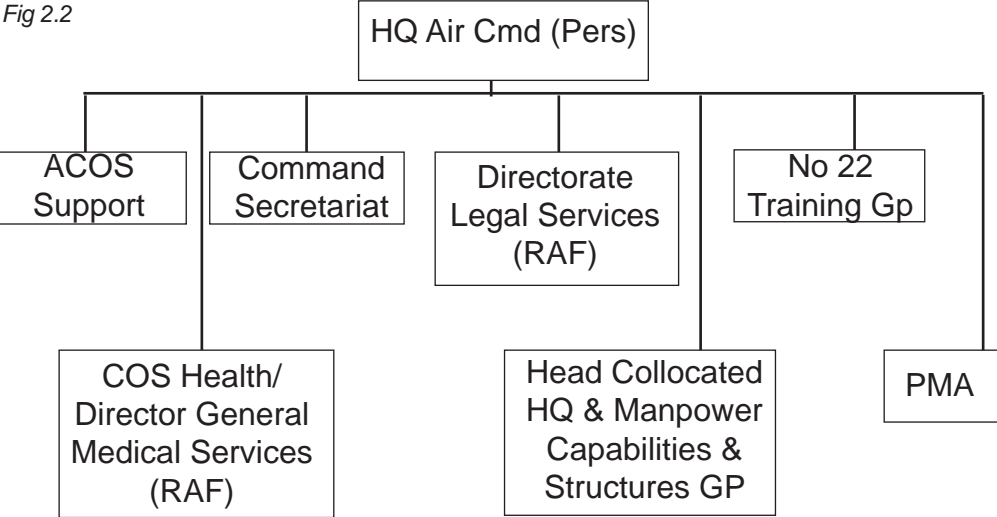 Fig 2.2
HQ Air Cmd (Pers)
ACOS
Support
Command
Secretariat
Directorate
Legal Services
(RAF)
No 22
Training Gp
COS Health/
Director General
Medical Services
(RAF)
Head Collocated
HQ & Manpower
Capabilities &
Structures GP
PMA